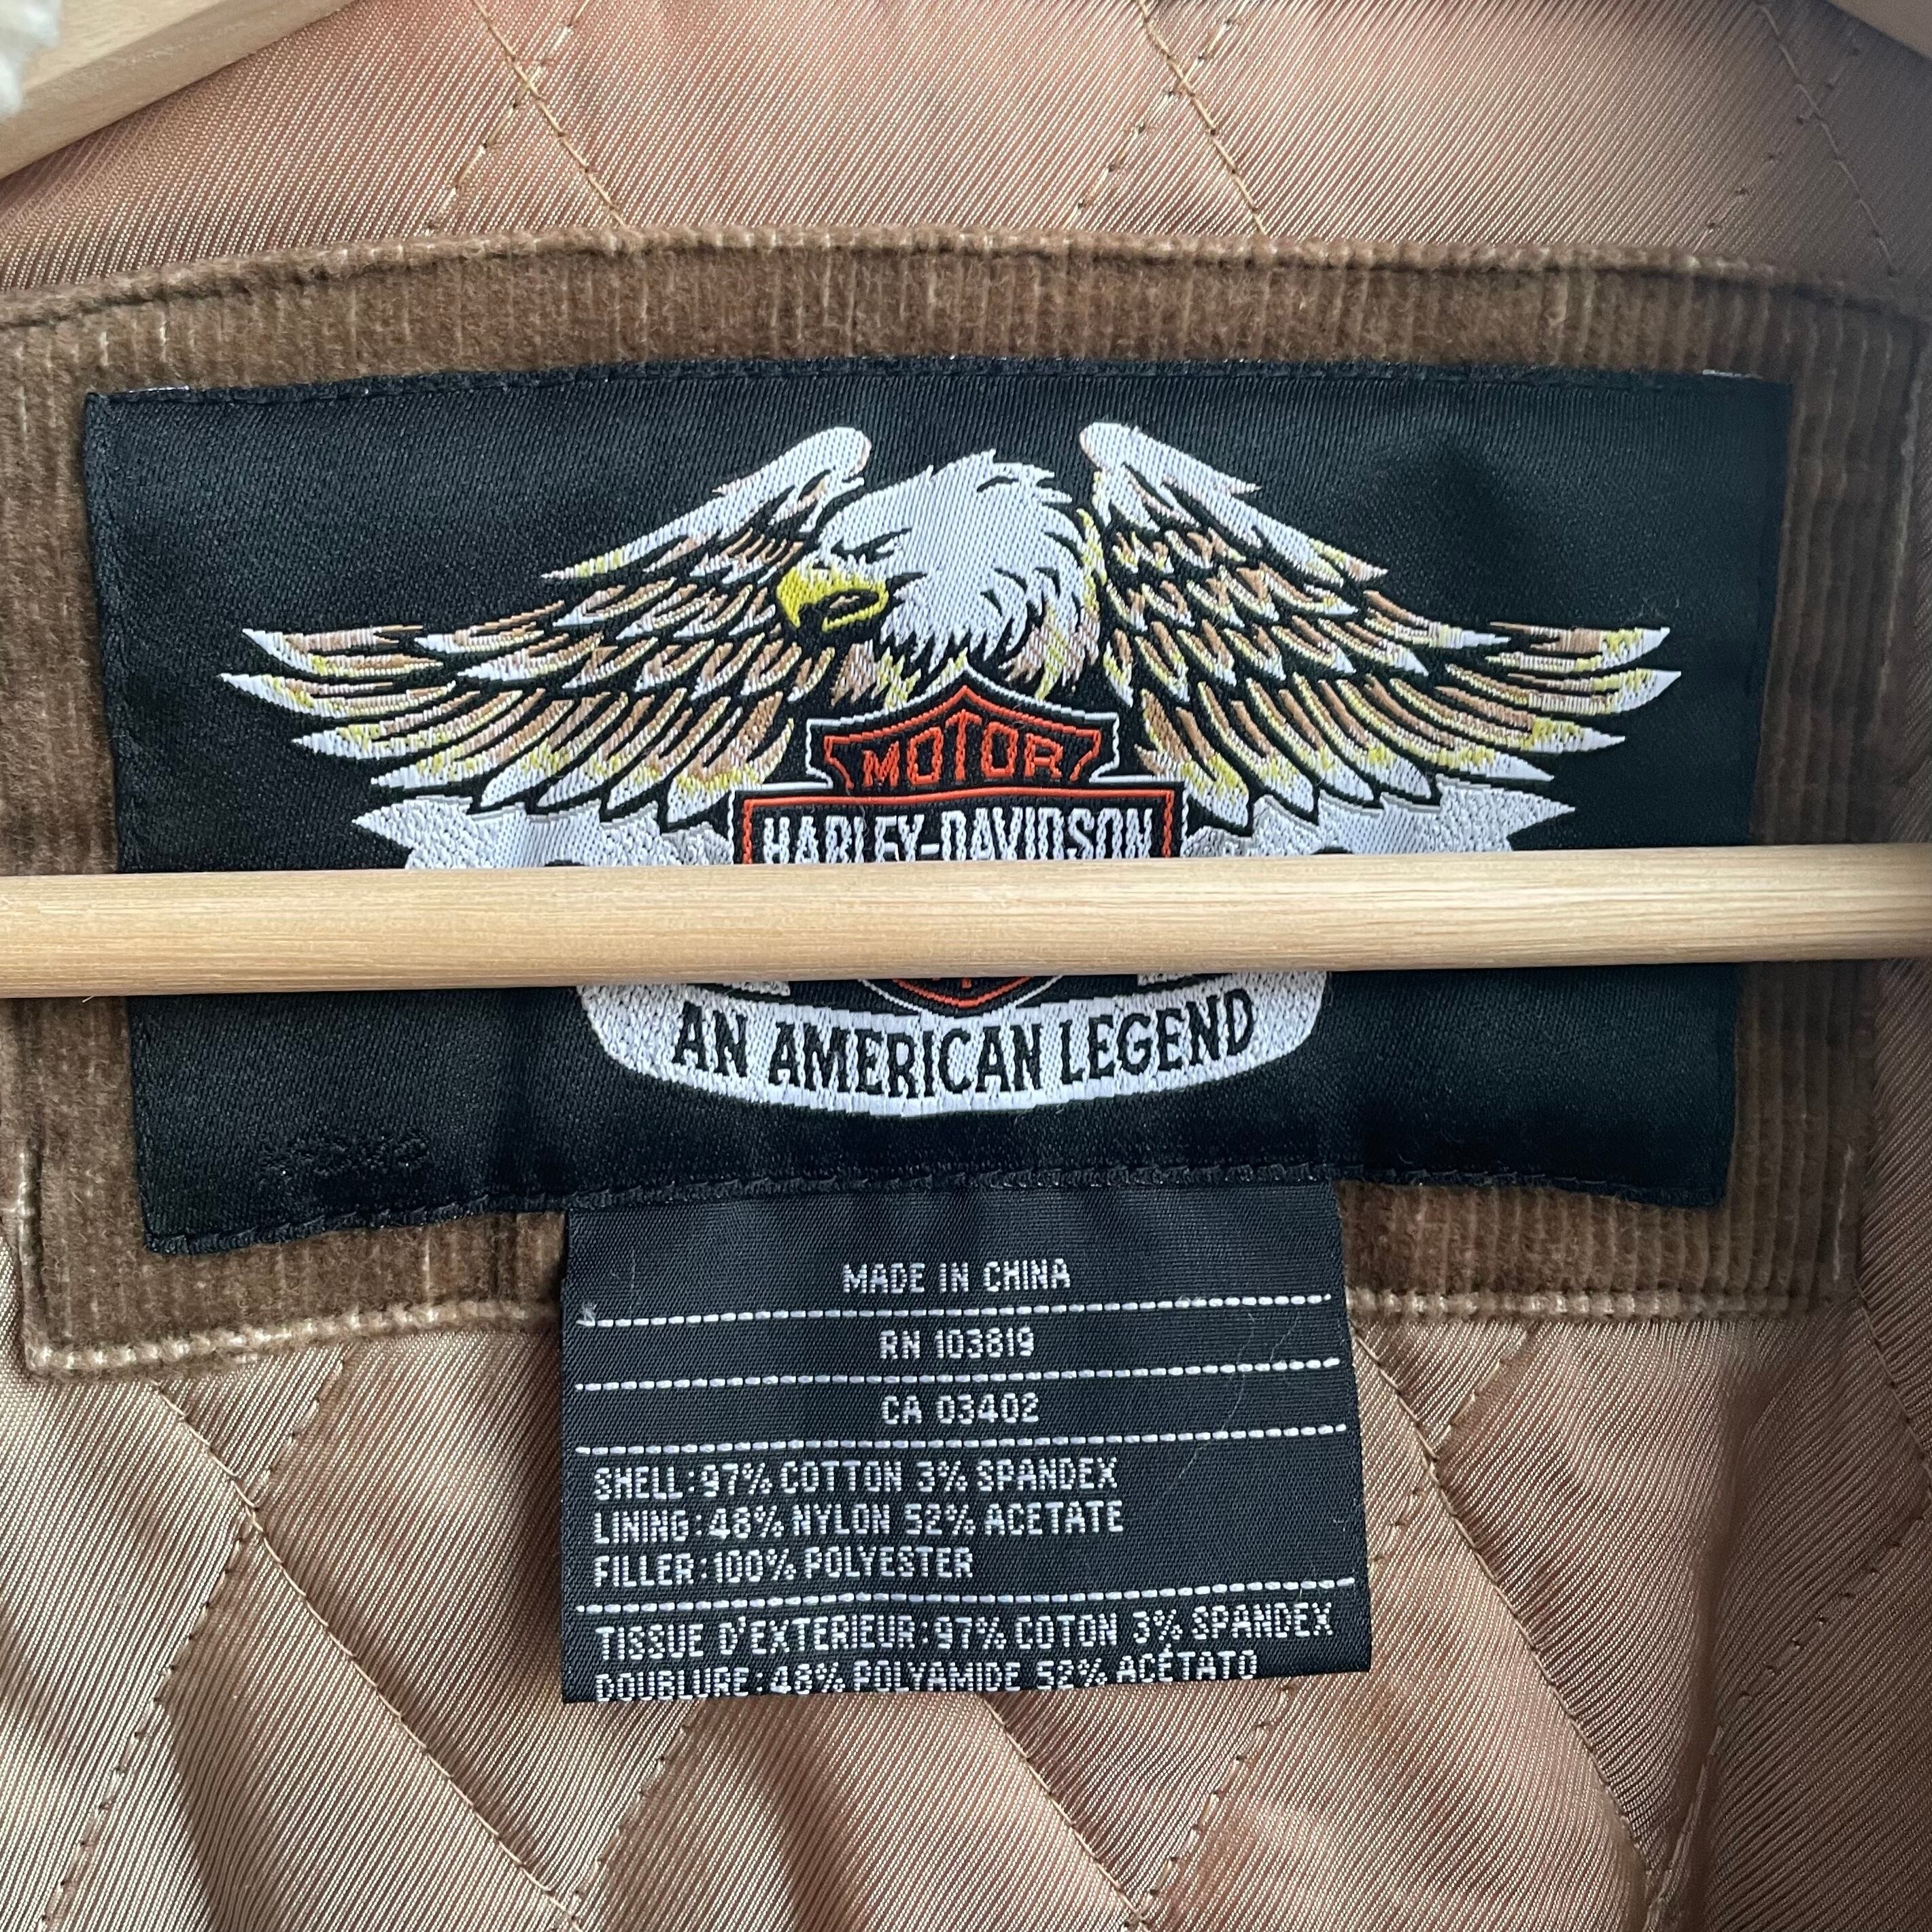 MOTOR
HARLEY-DAVIDSON
AN AMERICAN LEGEND
MADE IN CHINA
RN 103819
CA 03402
SHELL:97% COTTON 3% SPANDEX
LINING:48% NYLON 52% ACETATE
FILLER:100% POLYESTER
TISSUE D'EXTERIEUR:97% COTON 3% SPANDEX
DOUBLURE:48% POLYAMIDE 52% ACÉTATO